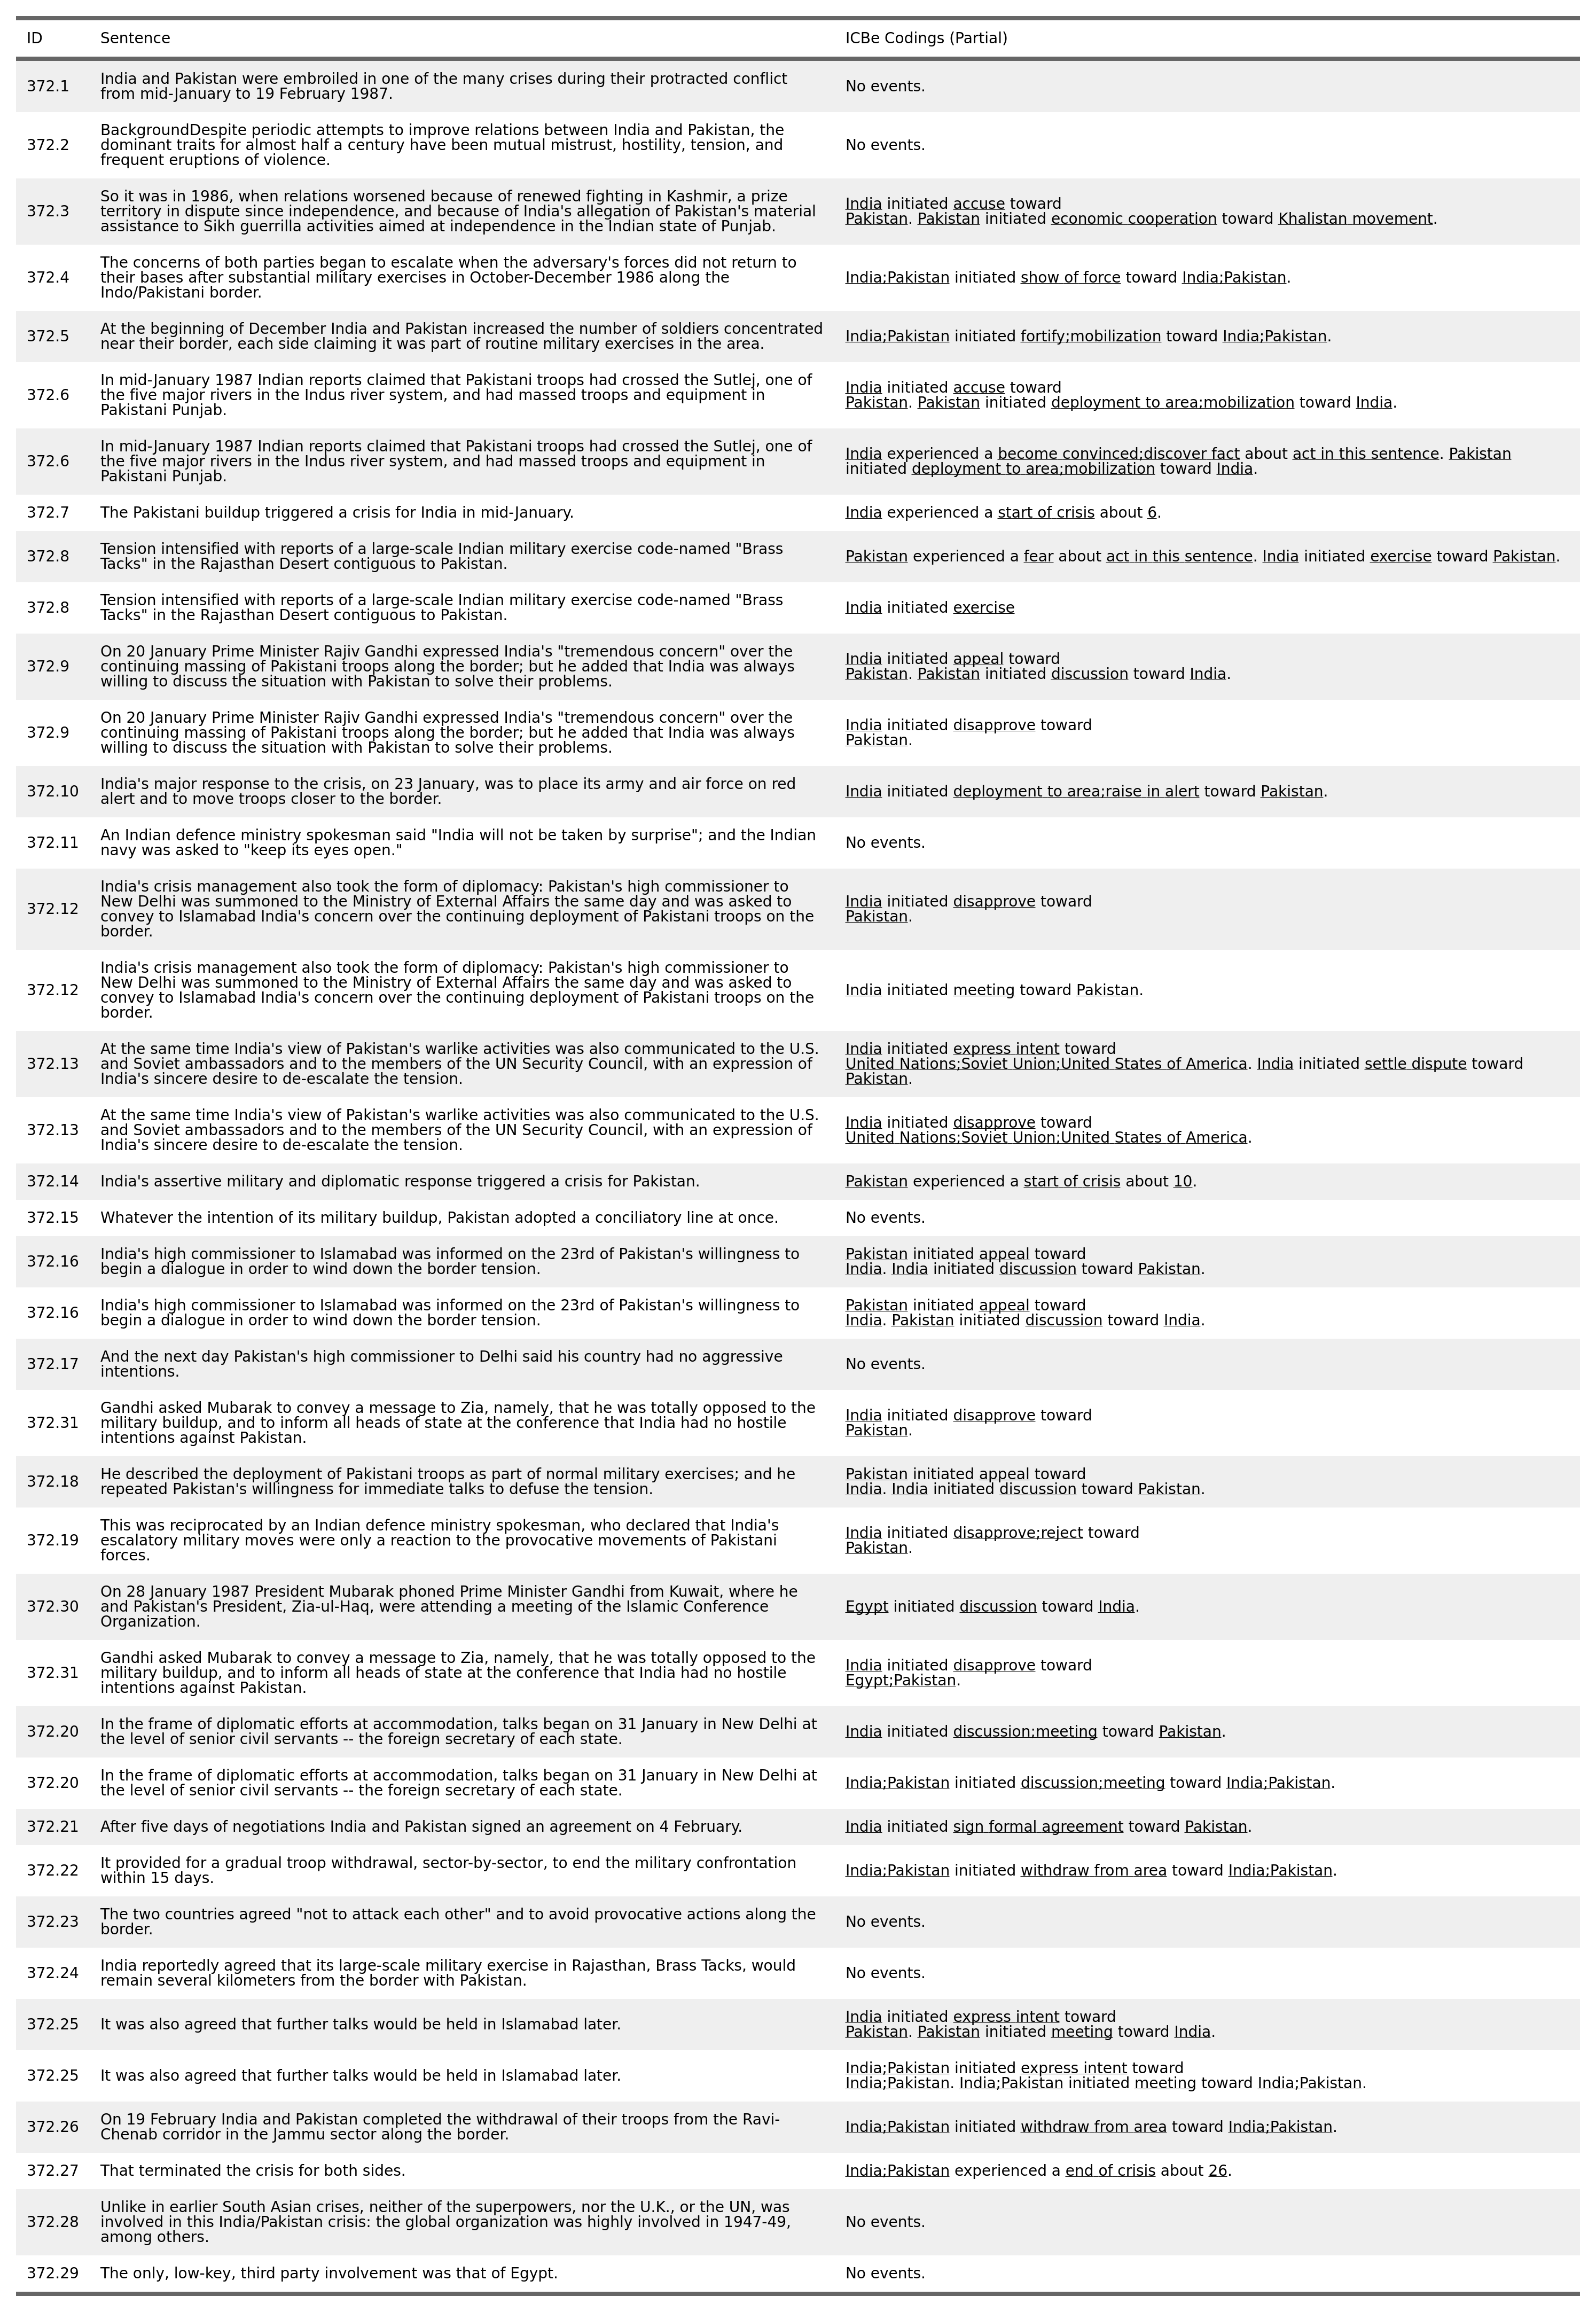 ID Sentence ICBe Codings (Partial)
372.1 India and Pakistan were embroiled in one of the many crises during their protracted conflict
from mid-January to 19 February 1987.
No events.
372.2 BackgroundDespite periodic attempts to improve relations between India and Pakistan, the
dominant traits for almost half a century have been mutual mistrust, hostility, tension, and
frequent eruptions of violence.
No events.
372.3 So it was in 1986, when relations worsened because of renewed fighting in Kashmir, a prize
territory in dispute since independence, and because of India's allegation of Pakistan's material
assistance to Sikh guerrilla activities aimed at independence in the Indian state of Punjab.
India initiated accuse toward
Pakistan. Pakistan initiated economic cooperation toward Khalistan movement.
372.4 The concerns of both parties began to escalate when the adversary's forces did not return to
their bases after substantial military exercises in October-December 1986 along the
Indo/Pakistani border.
India;Pakistan initiated show of force toward India;Pakistan.
372.5 At the beginning of December India and Pakistan increased the number of soldiers concentrated
near their border, each side claiming it was part of routine military exercises in the area.
India;Pakistan initiated fortify;mobilization toward India;Pakistan.
372.6 In mid-January 1987 Indian reports claimed that Pakistani troops had crossed the Sutlej, one of
the five major rivers in the Indus river system, and had massed troops and equipment in
Pakistani Punjab.
India initiated accuse toward
Pakistan. Pakistan initiated deployment to area;mobilization toward India.
372.6 In mid-January 1987 Indian reports claimed that Pakistani troops had crossed the Sutlej, one of
the five major rivers in the Indus river system, and had massed troops and equipment in
Pakistani Punjab.
India experienced a become convinced;discover fact about act in this sentence. Pakistan
initiated deployment to area;mobilization toward India.
372.7 The Pakistani buildup triggered a crisis for India in mid-January.
India experienced a start of crisis about 6.
372.8 Tension intensified with reports of a large-scale Indian military exercise code-named "Brass
Tacks" in the Rajasthan Desert contiguous to Pakistan.
Pakistan experienced a fear about act in this sentence. India initiated exercise toward Pakistan.
372.8 Tension intensified with reports of a large-scale Indian military exercise code-named "Brass
Tacks" in the Rajasthan Desert contiguous to Pakistan.
India initiated exercise
372.9 On 20 January Prime Minister Rajiv Gandhi expressed India's "tremendous concern" over the
continuing massing of Pakistani troops along the border; but he added that India was always
willing to discuss the situation with Pakistan to solve their problems.
India initiated appeal toward
Pakistan. Pakistan initiated discussion toward India.
372.9 On 20 January Prime Minister Rajiv Gandhi expressed India's "tremendous concern" over the
continuing massing of Pakistani troops along the border; but he added that India was always
willing to discuss the situation with Pakistan to solve their problems.
India initiated disapprove toward
Pakistan.
372.10 India's major response to the crisis, on 23 January, was to place its army and air force on red
alert and to move troops closer to the border.
India initiated deployment to area;raise in alert toward Pakistan.
372.11 An Indian defence ministry spokesman said "India will not be taken by surprise"; and the Indian
navy was asked to "keep its eyes open."
No events.
372.12 India's crisis management also took the form of diplomacy: Pakistan's high commissioner to
New Delhi was summoned to the Ministry of External Affairs the same day and was asked to
convey to Islamabad India's concern over the continuing deployment of Pakistani troops on the
border.
India initiated disapprove toward
Pakistan.
372.12 India's crisis management also took the form of diplomacy: Pakistan's high commissioner to
New Delhi was summoned to the Ministry of External Affairs the same day and was asked to
convey to Islamabad India's concern over the continuing deployment of Pakistani troops on the
border.
India initiated meeting toward Pakistan.
372.13 At the same time India's view of Pakistan's warlike activities was also communicated to the U.S.
and Soviet ambassadors and to the members of the UN Security Council, with an expression of
India's sincere desire to de-escalate the tension.
India initiated express intent toward
United Nations;Soviet Union;United States of America. India initiated settle dispute toward
Pakistan.
372.13 At the same time India's view of Pakistan's warlike activities was also communicated to the U.S.
and Soviet ambassadors and to the members of the UN Security Council, with an expression of
India's sincere desire to de-escalate the tension.
India initiated disapprove toward
United Nations;Soviet Union;United States of America.
372.14 India's assertive military and diplomatic response triggered a crisis for Pakistan.
Pakistan experienced a start of crisis about 10.
372.15 Whatever the intention of its military buildup, Pakistan adopted a conciliatory line at once.
No events.
372.16 India's high commissioner to Islamabad was informed on the 23rd of Pakistan's willingness to
begin a dialogue in order to wind down the border tension.
Pakistan initiated appeal toward
India. India initiated discussion toward Pakistan.
372.16 India's high commissioner to Islamabad was informed on the 23rd of Pakistan's willingness to
begin a dialogue in order to wind down the border tension.
Pakistan initiated appeal toward
India. Pakistan initiated discussion toward India.
372.17 And the next day Pakistan's high commissioner to Delhi said his country had no aggressive
intentions.
No events.
372.31 Gandhi asked Mubarak to convey a message to Zia, namely, that he was totally opposed to the
military buildup, and to inform all heads of state at the conference that India had no hostile
intentions against Pakistan.
India initiated disapprove toward
Pakistan.
372.18 He described the deployment of Pakistani troops as part of normal military exercises; and he
repeated Pakistan's willingness for immediate talks to defuse the tension.
Pakistan initiated appeal toward
India. India initiated discussion toward Pakistan.
372.19 This was reciprocated by an Indian defence ministry spokesman, who declared that India's
escalatory military moves were only a reaction to the provocative movements of Pakistani
forces.
India initiated disapprove;reject toward
Pakistan.
372.30 On 28 January 1987 President Mubarak phoned Prime Minister Gandhi from Kuwait, where he
and Pakistan's President, Zia-ul-Haq, were attending a meeting of the Islamic Conference
Organization.
Egypt initiated discussion toward India.
372.31 Gandhi asked Mubarak to convey a message to Zia, namely, that he was totally opposed to the
military buildup, and to inform all heads of state at the conference that India had no hostile
intentions against Pakistan.
India initiated disapprove toward
Egypt;Pakistan.
372.20 In the frame of diplomatic efforts at accommodation, talks began on 31 January in New Delhi at
the level of senior civil servants -- the foreign secretary of each state.
India initiated discussion;meeting toward Pakistan.
372.20 In the frame of diplomatic efforts at accommodation, talks began on 31 January in New Delhi at
the level of senior civil servants -- the foreign secretary of each state.
India;Pakistan initiated discussion;meeting toward India;Pakistan.
372.21 After five days of negotiations India and Pakistan signed an agreement on 4 February.
India initiated sign formal agreement toward Pakistan.
372.22 It provided for a gradual troop withdrawal, sector-by-sector, to end the military confrontation
within 15 days.
India;Pakistan initiated withdraw from area toward India;Pakistan.
372.23 The two countries agreed "not to attack each other" and to avoid provocative actions along the
border.
No events.
372.24 India reportedly agreed that its large-scale military exercise in Rajasthan, Brass Tacks, would
remain several kilometers from the border with Pakistan.
No events.
372.25 It was also agreed that further talks would be held in Islamabad later.
India initiated express intent toward
Pakistan. Pakistan initiated meeting toward India.
372.25 It was also agreed that further talks would be held in Islamabad later.
India;Pakistan initiated express intent toward
India;Pakistan. India;Pakistan initiated meeting toward India;Pakistan.
372.26 On 19 February India and Pakistan completed the withdrawal of their troops from the Ravi-
Chenab corridor in the Jammu sector along the border.
India;Pakistan initiated withdraw from area toward India;Pakistan.
372.27 That terminated the crisis for both sides.
India;Pakistan experienced a end of crisis about 26.
372.28 Unlike in earlier South Asian crises, neither of the superpowers, nor the U.K., or the UN, was
involved in this India/Pakistan crisis: the global organization was highly involved in 1947-49,
among others.
No events.
372.29 The only, low-key, third party involvement was that of Egypt.
No events.